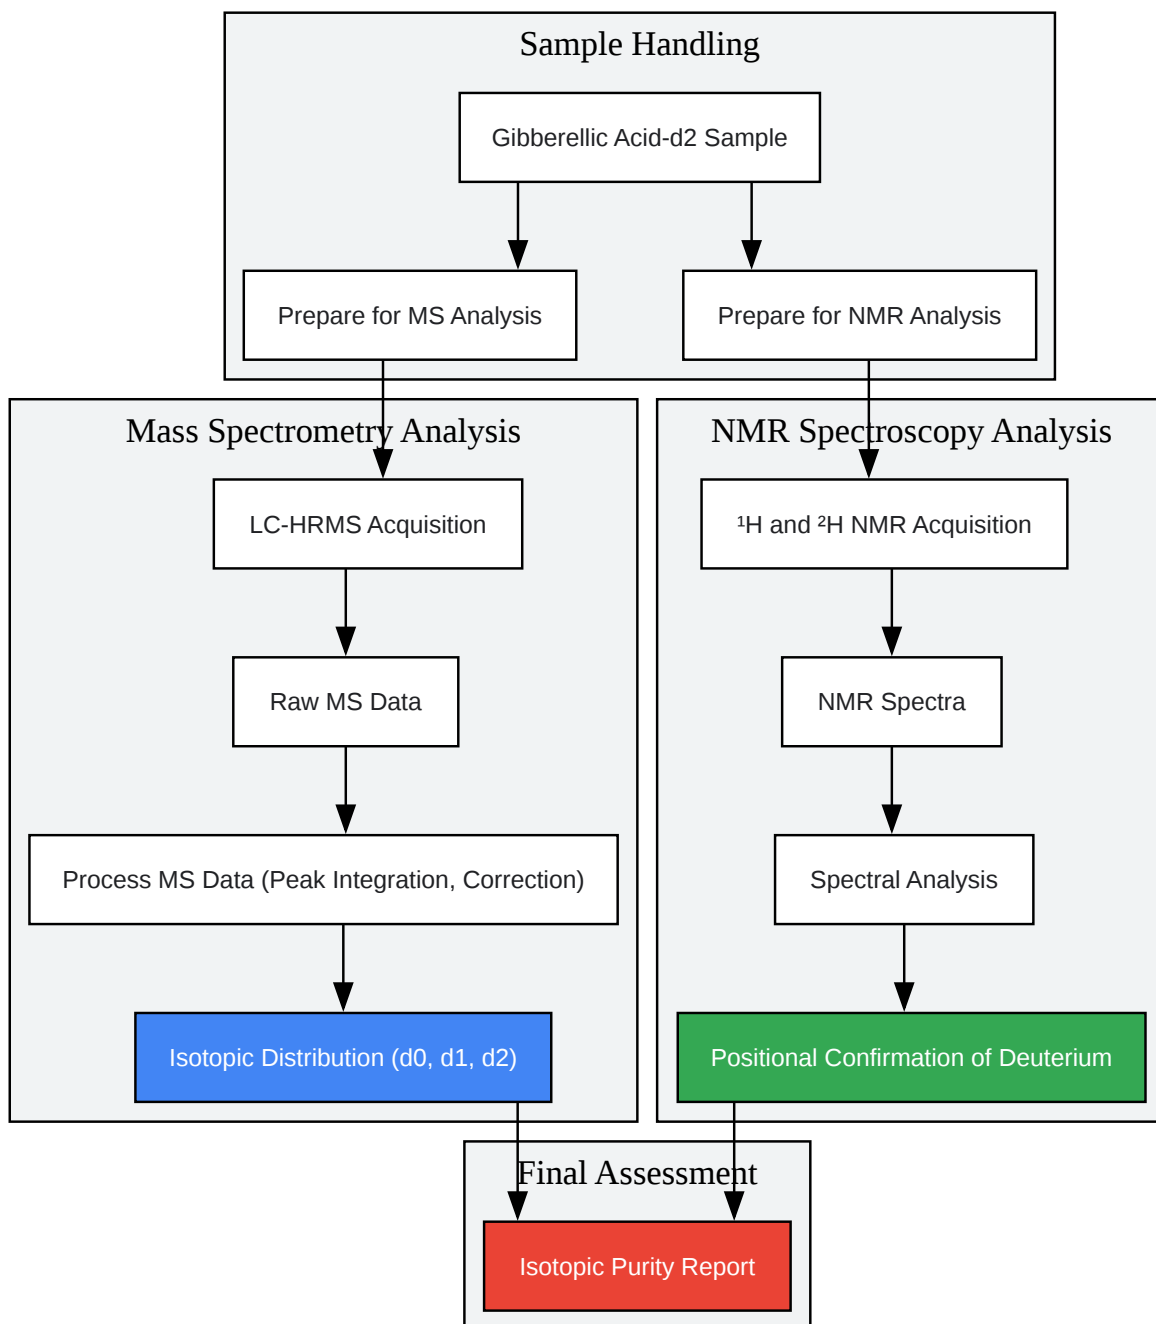 Sample Handling
Gibberellic Acid-d2 Sample
Prepare for MS Analysis
Prepare for NMR Analysis
Mass Spectrometry Analysis
LC-HRMS Acquisition
Raw MS Data
Process MS Data (Peak Integration, Correction)
Isotopic Distribution (d0, d1, d2)
NMR Spectroscopy Analysis
¹H and ²H NMR Acquisition
NMR Spectra
Spectral Analysis
Positional Confirmation of Deuterium
Final Assessment
Isotopic Purity Report